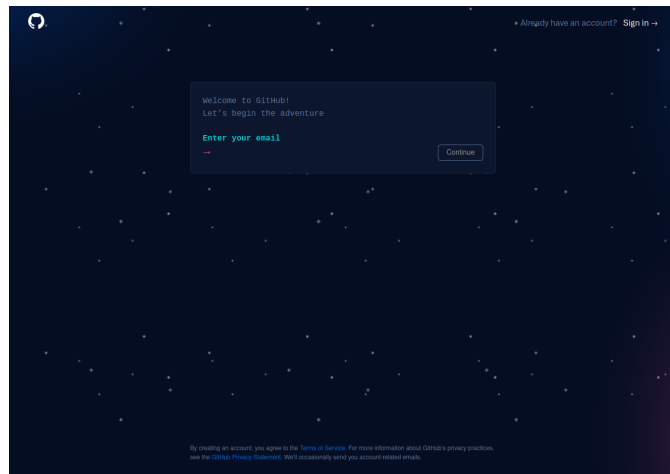 Already have an account? Sign in →
Welcome to GitHub!
Let's begin the adventure
Enter your email
→
Continue
By creating an account, you agree to the Terms of Service. For more information about GitHub's privacy practices,
see the GitHub Privacy Statement. We'll occasionally send you account-related emails.